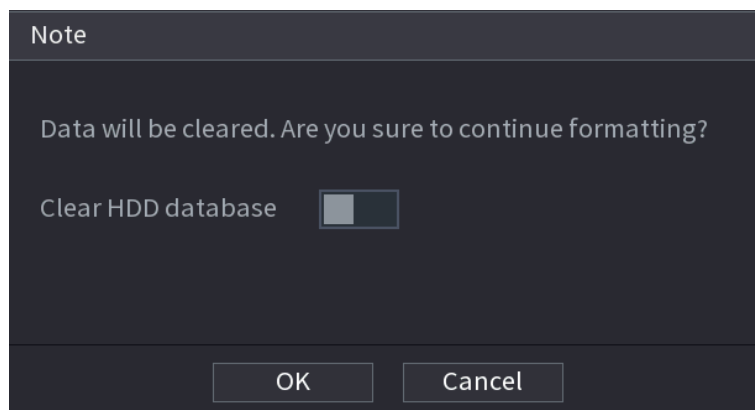 Note
Data will be cleared. Are you sure to continue formatting?
Clear HDD database
OK
Cancel